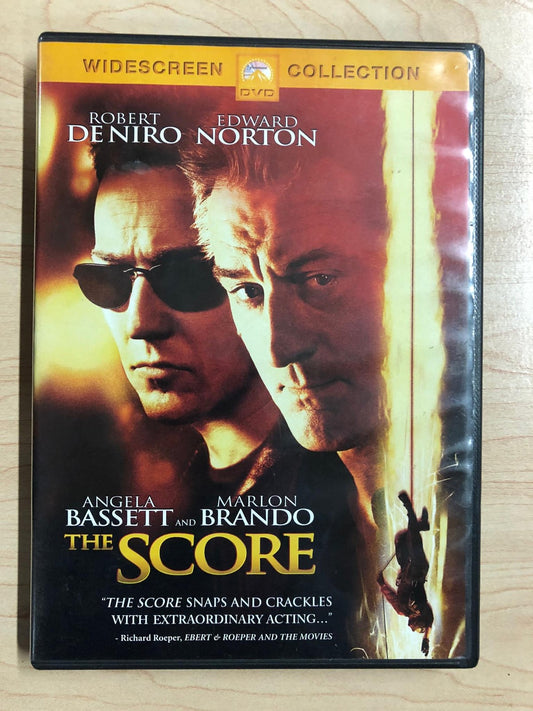 WIDESCREEN DVD COLLECTION
ROBERT DE NIRO
EDWARD NORTON
ANGELA BASSETT AND MARLON BRANDO
THE SCORE
"THE SCORE SNAPS AND CRACKLES
WITH EXTRAORDINARY ACTING..."
- Richard Roeper, EBERT & ROEPER AND THE MOVIES